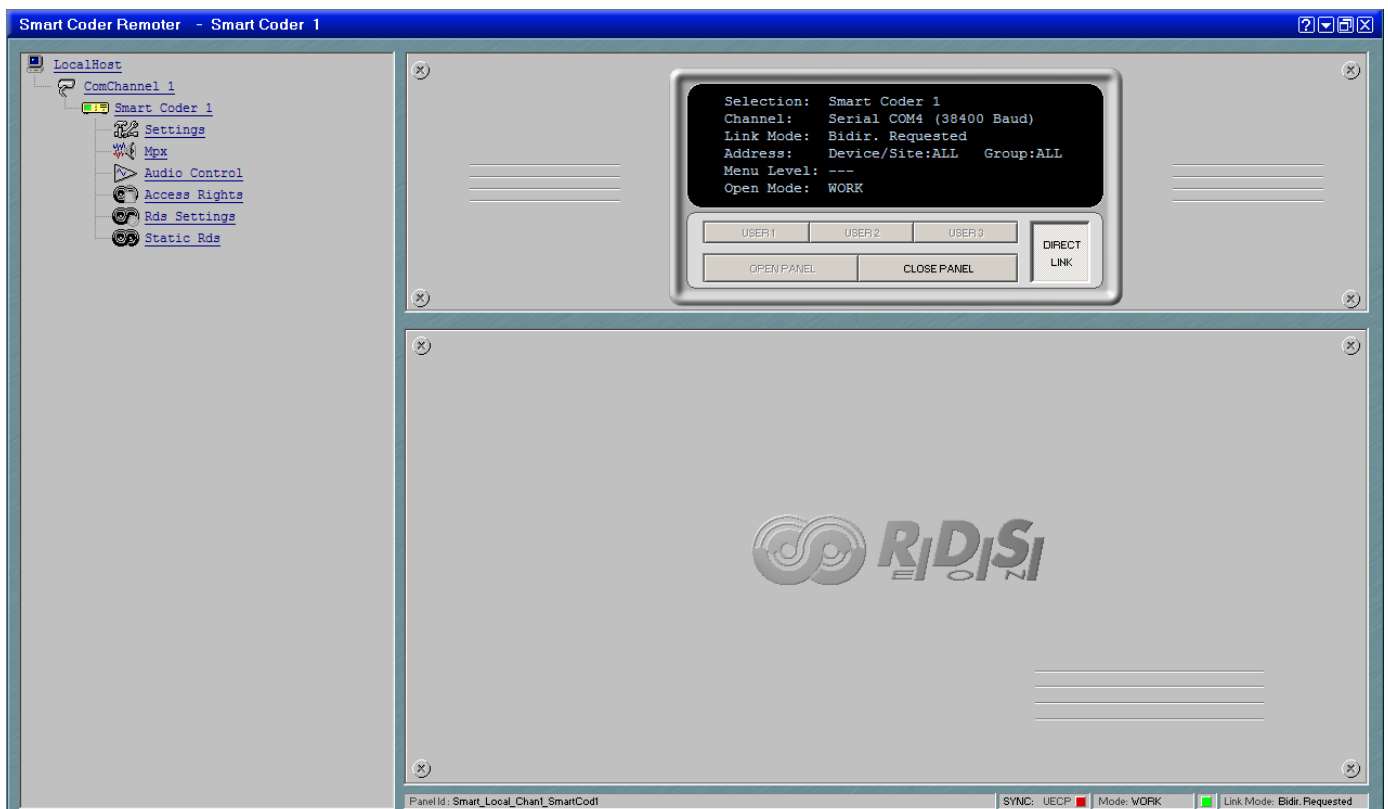 Smart Coder Remoter - Smart Coder 1
LocalHost
ComChannel 1
Smart Coder 1
Settings
Mpx
Audio Control
Access Rights
Rds Settings
Static Rds
Selection: Smart Coder 1
Channel: Serial COM4 (38400 Baud)
Link Mode: Bidir. Requested
Address: Device/Site:ALL Group:ALL
Menu Level: ---
Open Mode: WORK
USER 1 USER 2 USER 3
DIRECT
LINK
OPEN PANEL CLOSE PANEL
RDS
EON
Panel Id : Smart_Local_Chan1_SmartCod1 SYNC: UECP Mode: WORK Link Mode: Bidir. Requested